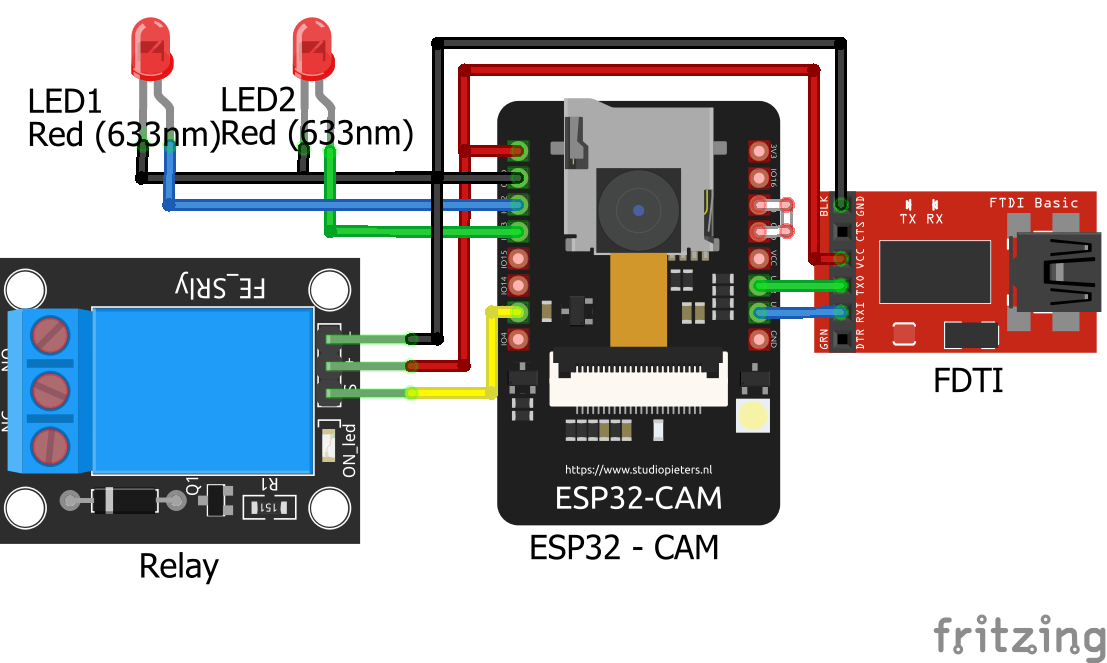 LED1
Red (633nm)
LED2
Red (633nm)
3V3
IO16
VCC
GND
IO15
IO14
IO4
BLK
GRN
GND
CTS
VCC
TXO
RXI
DTR
TX RX
FTDI Basic
FDTI
FE_SRly
NO
NC
S
+
ON_led
Q1
R1
151
Relay
https://www.studiopieters.nl
ESP32-CAM
ESP32 - CAM
fritzing